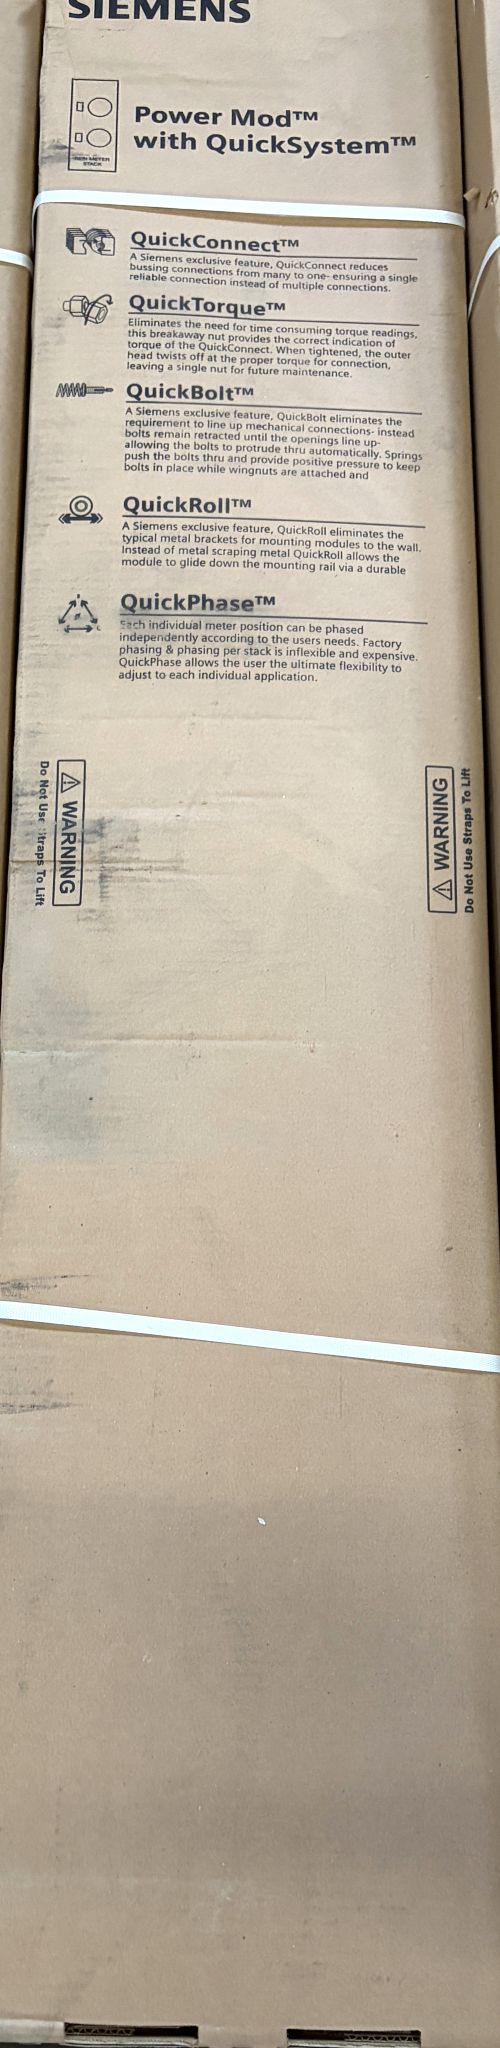 SIEMENS
Power Mod™
with QuickSystem™
METER
STACK
QuickConnect™
A Siemens exclusive feature, QuickConnect reduces
bussing connections from many to one- ensuring a single
reliable connection instead of multiple connections.
QuickTorque™
Eliminates the need for time consuming torque readings,
this breakaway nut provides the correct indication of
torque of the QuickConnect. When tightened, the outer
head twists off at the proper torque for connection,
leaving a single nut for future maintenance.
QuickBolt™
A Siemens exclusive feature, QuickBolt eliminates the
requirement to line up mechanical connections- instead
bolts remain retracted until the openings line up-
allowing the bolts to protrude thru automatically. Springs
push the bolts thru and provide positive pressure to keep
bolts in place while wingnuts are attached and
QuickRoll™
A Siemens exclusive feature, QuickRoll eliminates the
typical metal brackets for mounting modules to the wall.
Instead of metal scraping metal QuickRoll allows the
module to glide down the mounting rail via a durable
QuickPhase™
Each individual meter position can be phased
independently according to the users needs. Factory
phasing & phasing per stack is inflexible and expensive.
QuickPhase allows the user the ultimate flexibility to
adjust to each individual application.
WARNING
Do Not Use Straps To Lift
WARNING
Do Not Use Straps To Lift